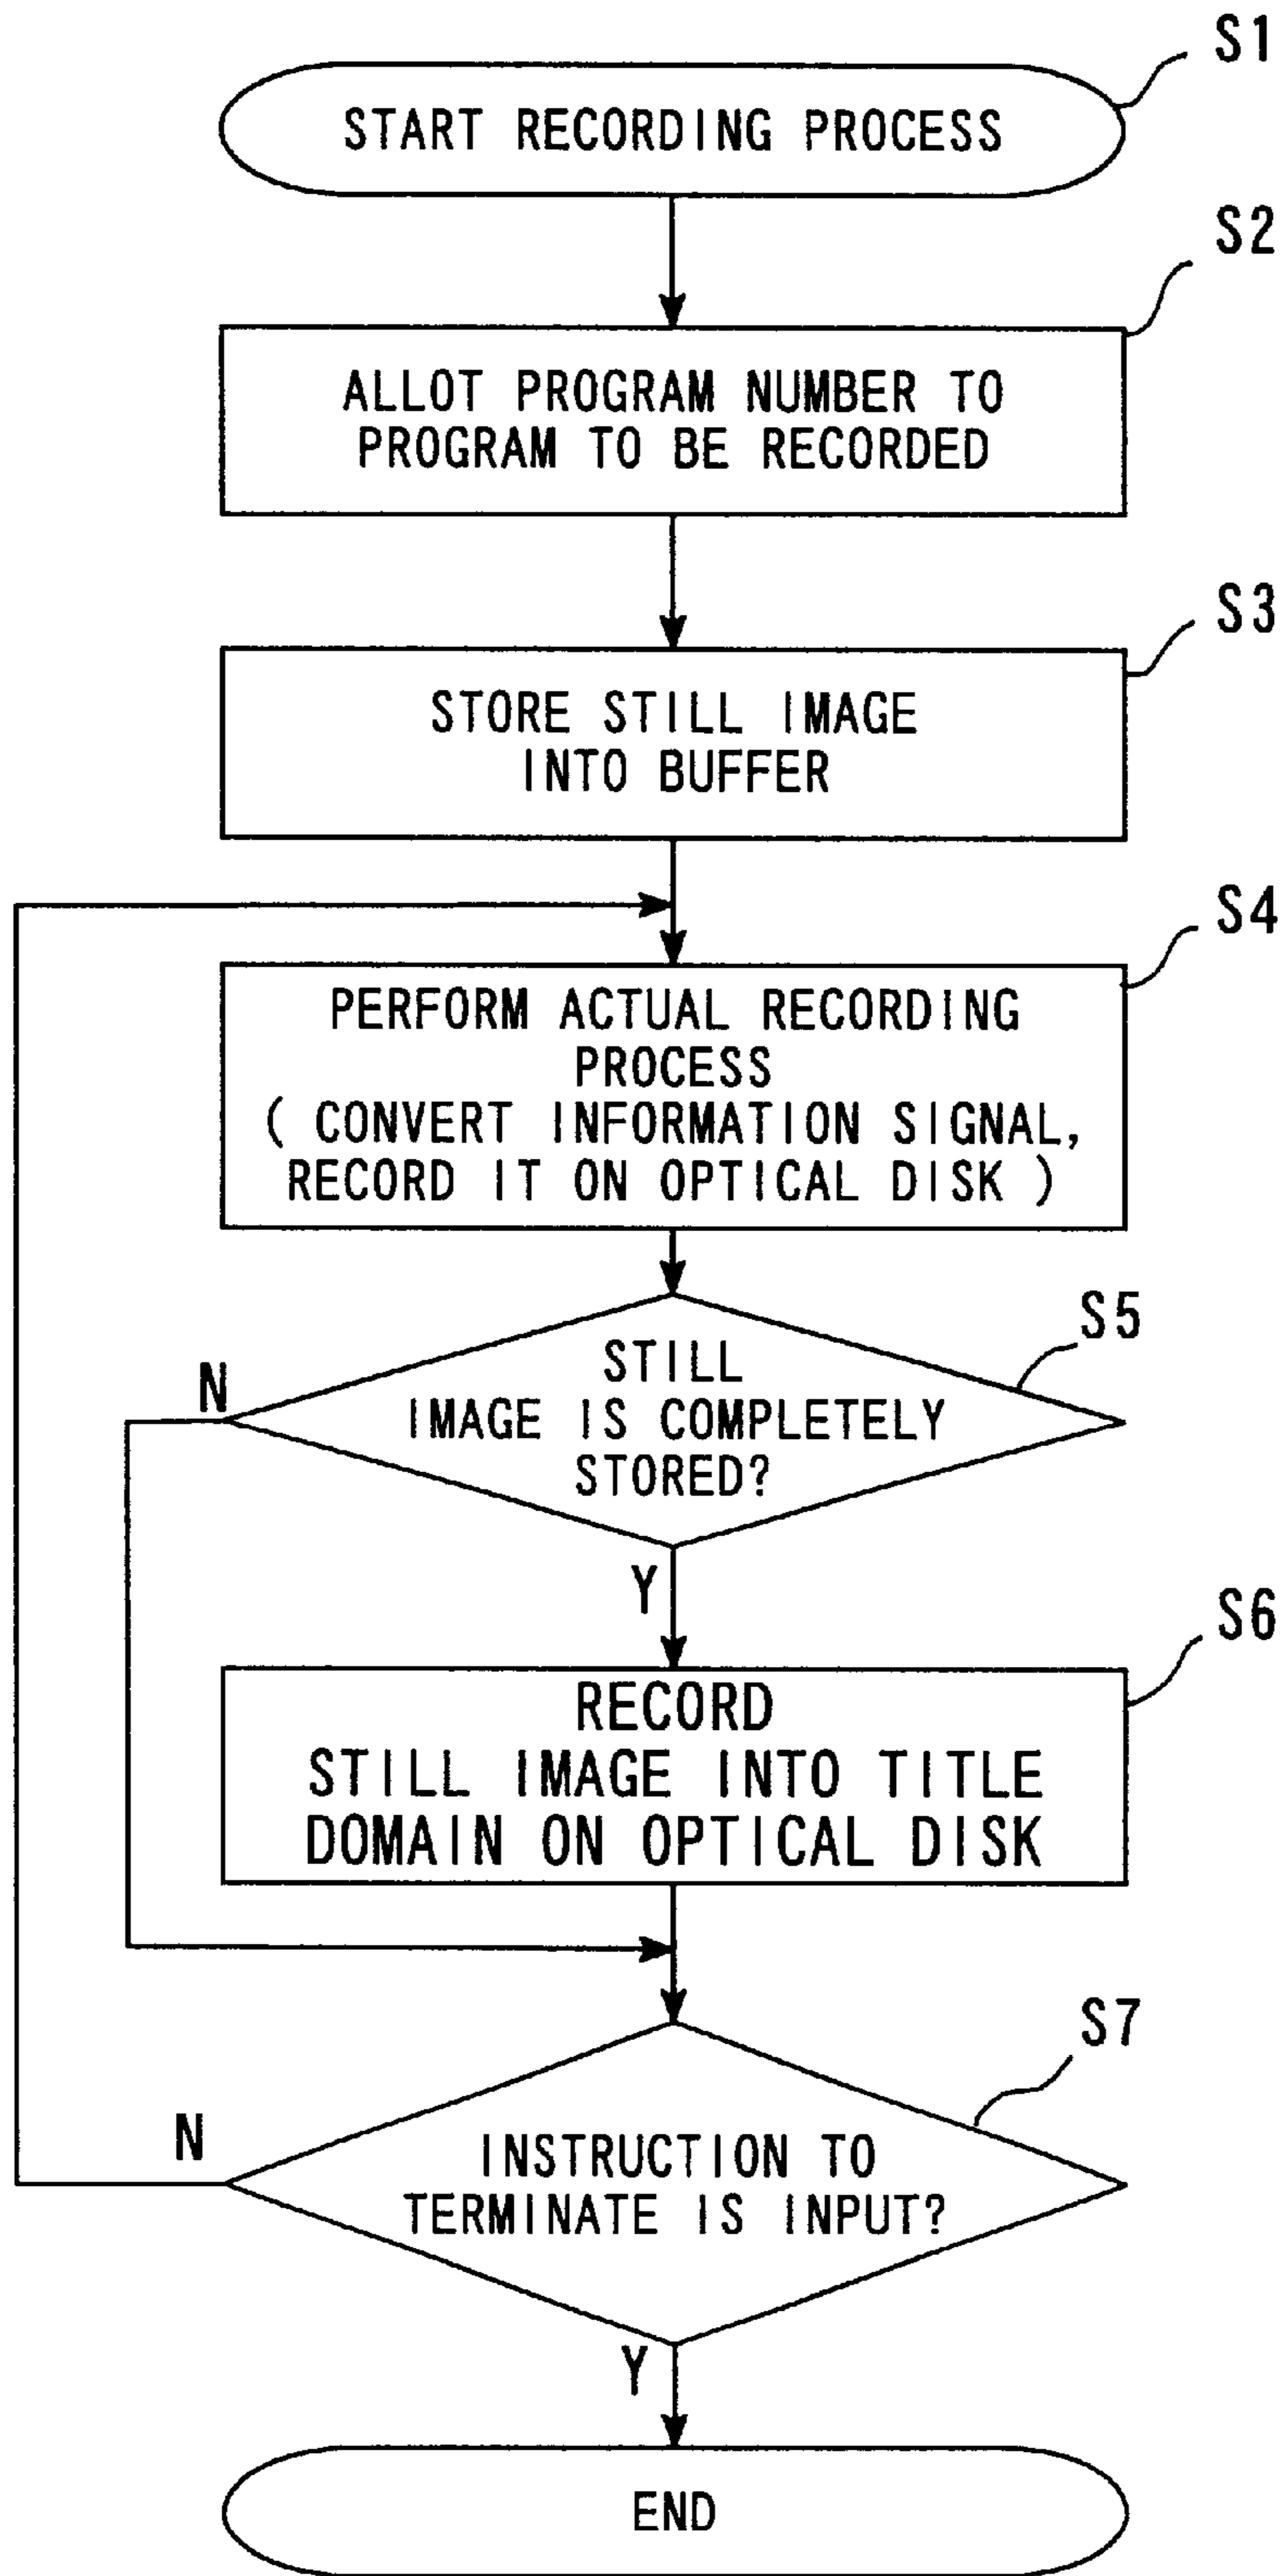 S1
START RECORDING PROCESS
S2
ALLOT PROGRAM NUMBER TO
PROGRAM TO BE RECORDED
S3
STORE STILL IMAGE
INTO BUFFER
S4
PERFORM ACTUAL RECORDING
PROCESS
( CONVERT INFORMATION SIGNAL,
RECORD IT ON OPTICAL DISK )
S5
N
STILL
IMAGE IS COMPLETELY
STORED?
Y
S6
RECORD
STILL IMAGE INTO TITLE
DOMAIN ON OPTICAL DISK
S7
N
INSTRUCTION TO
TERMINATE IS INPUT?
Y
END